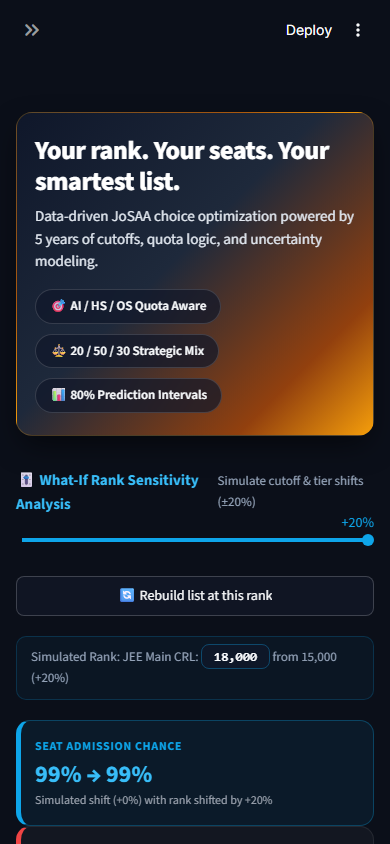 Deploy
Your rank. Your seats. Your
smartest list.
Data-driven JoSAA choice optimization powered by
5 years of cutoffs, quota logic, and uncertainty
modeling.
🎯 AI / HS / OS Quota Aware
⚖️ 20 / 50 / 30 Strategic Mix
📊 80% Prediction Intervals
What-If Rank Sensitivity
Analysis
Simulate cutoff & tier shifts
(±20%)
+20%
🔄 Rebuild list at this rank
Simulated Rank: JEE Main CRL: 18,000 from 15,000
(+20%)
SEAT ADMISSION CHANCE
99% → 99%
Simulated shift (+0%) with rank shifted by +20%